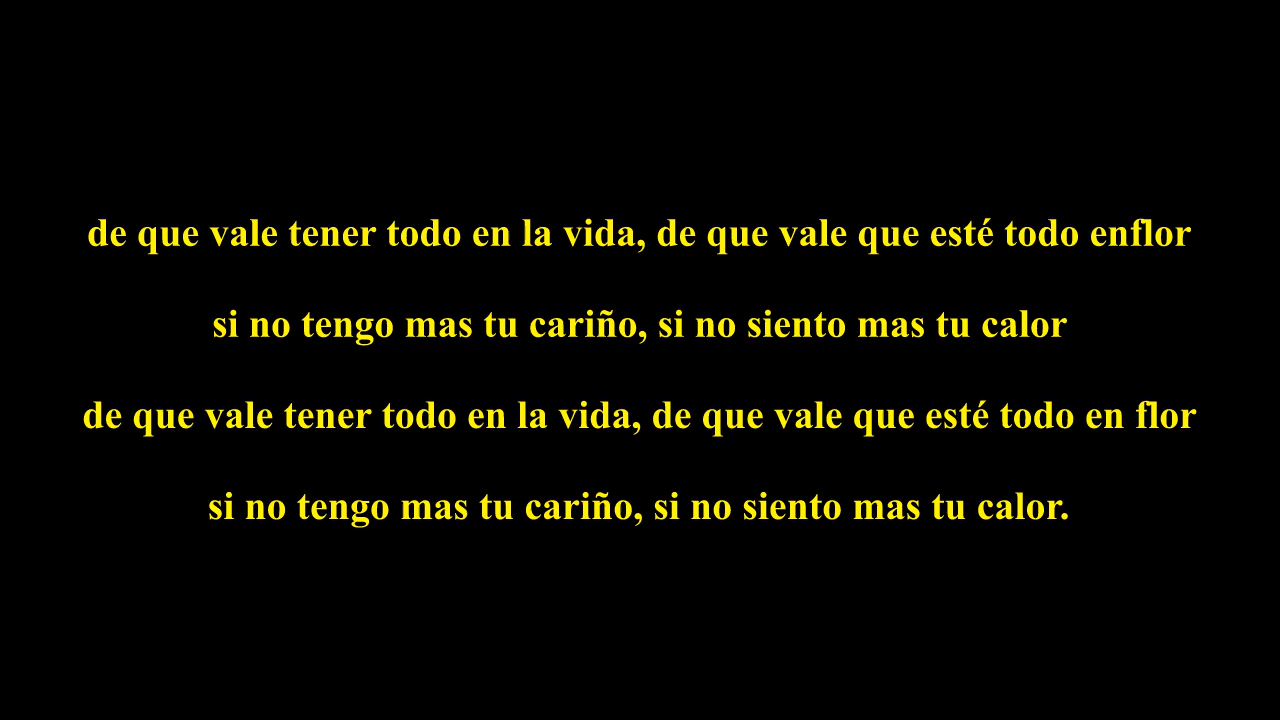 de que vale tener todo en la vida, de que vale que esté todo enflor
si no tengo mas tu cariño, si no siento mas tu calor
de que vale tener todo en la vida, de que vale que esté todo en flor
si no tengo mas tu cariño, si no siento mas tu calor.